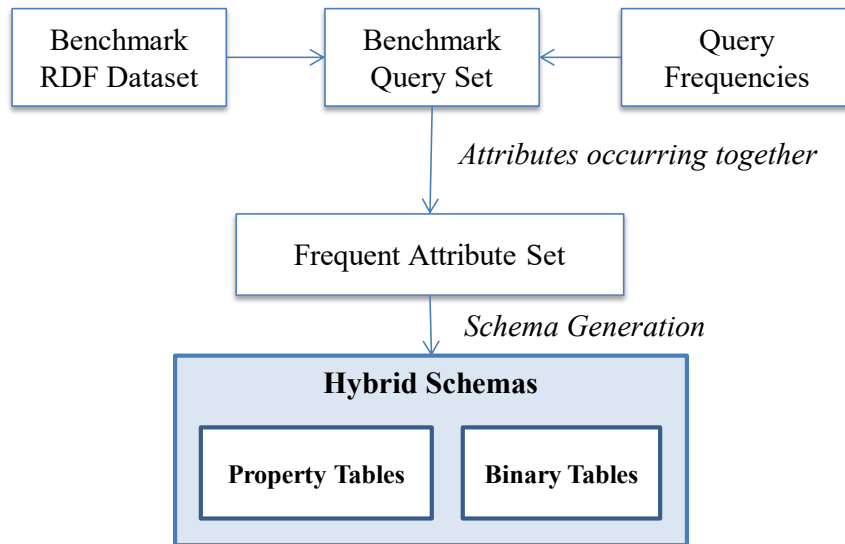 Benchmark
RDF Dataset
Benchmark
Query Set
Query
Frequencies
Attributes occurring together
Frequent Attribute Set
Schema Generation
Hybrid Schemas
Property Tables
Binary Tables